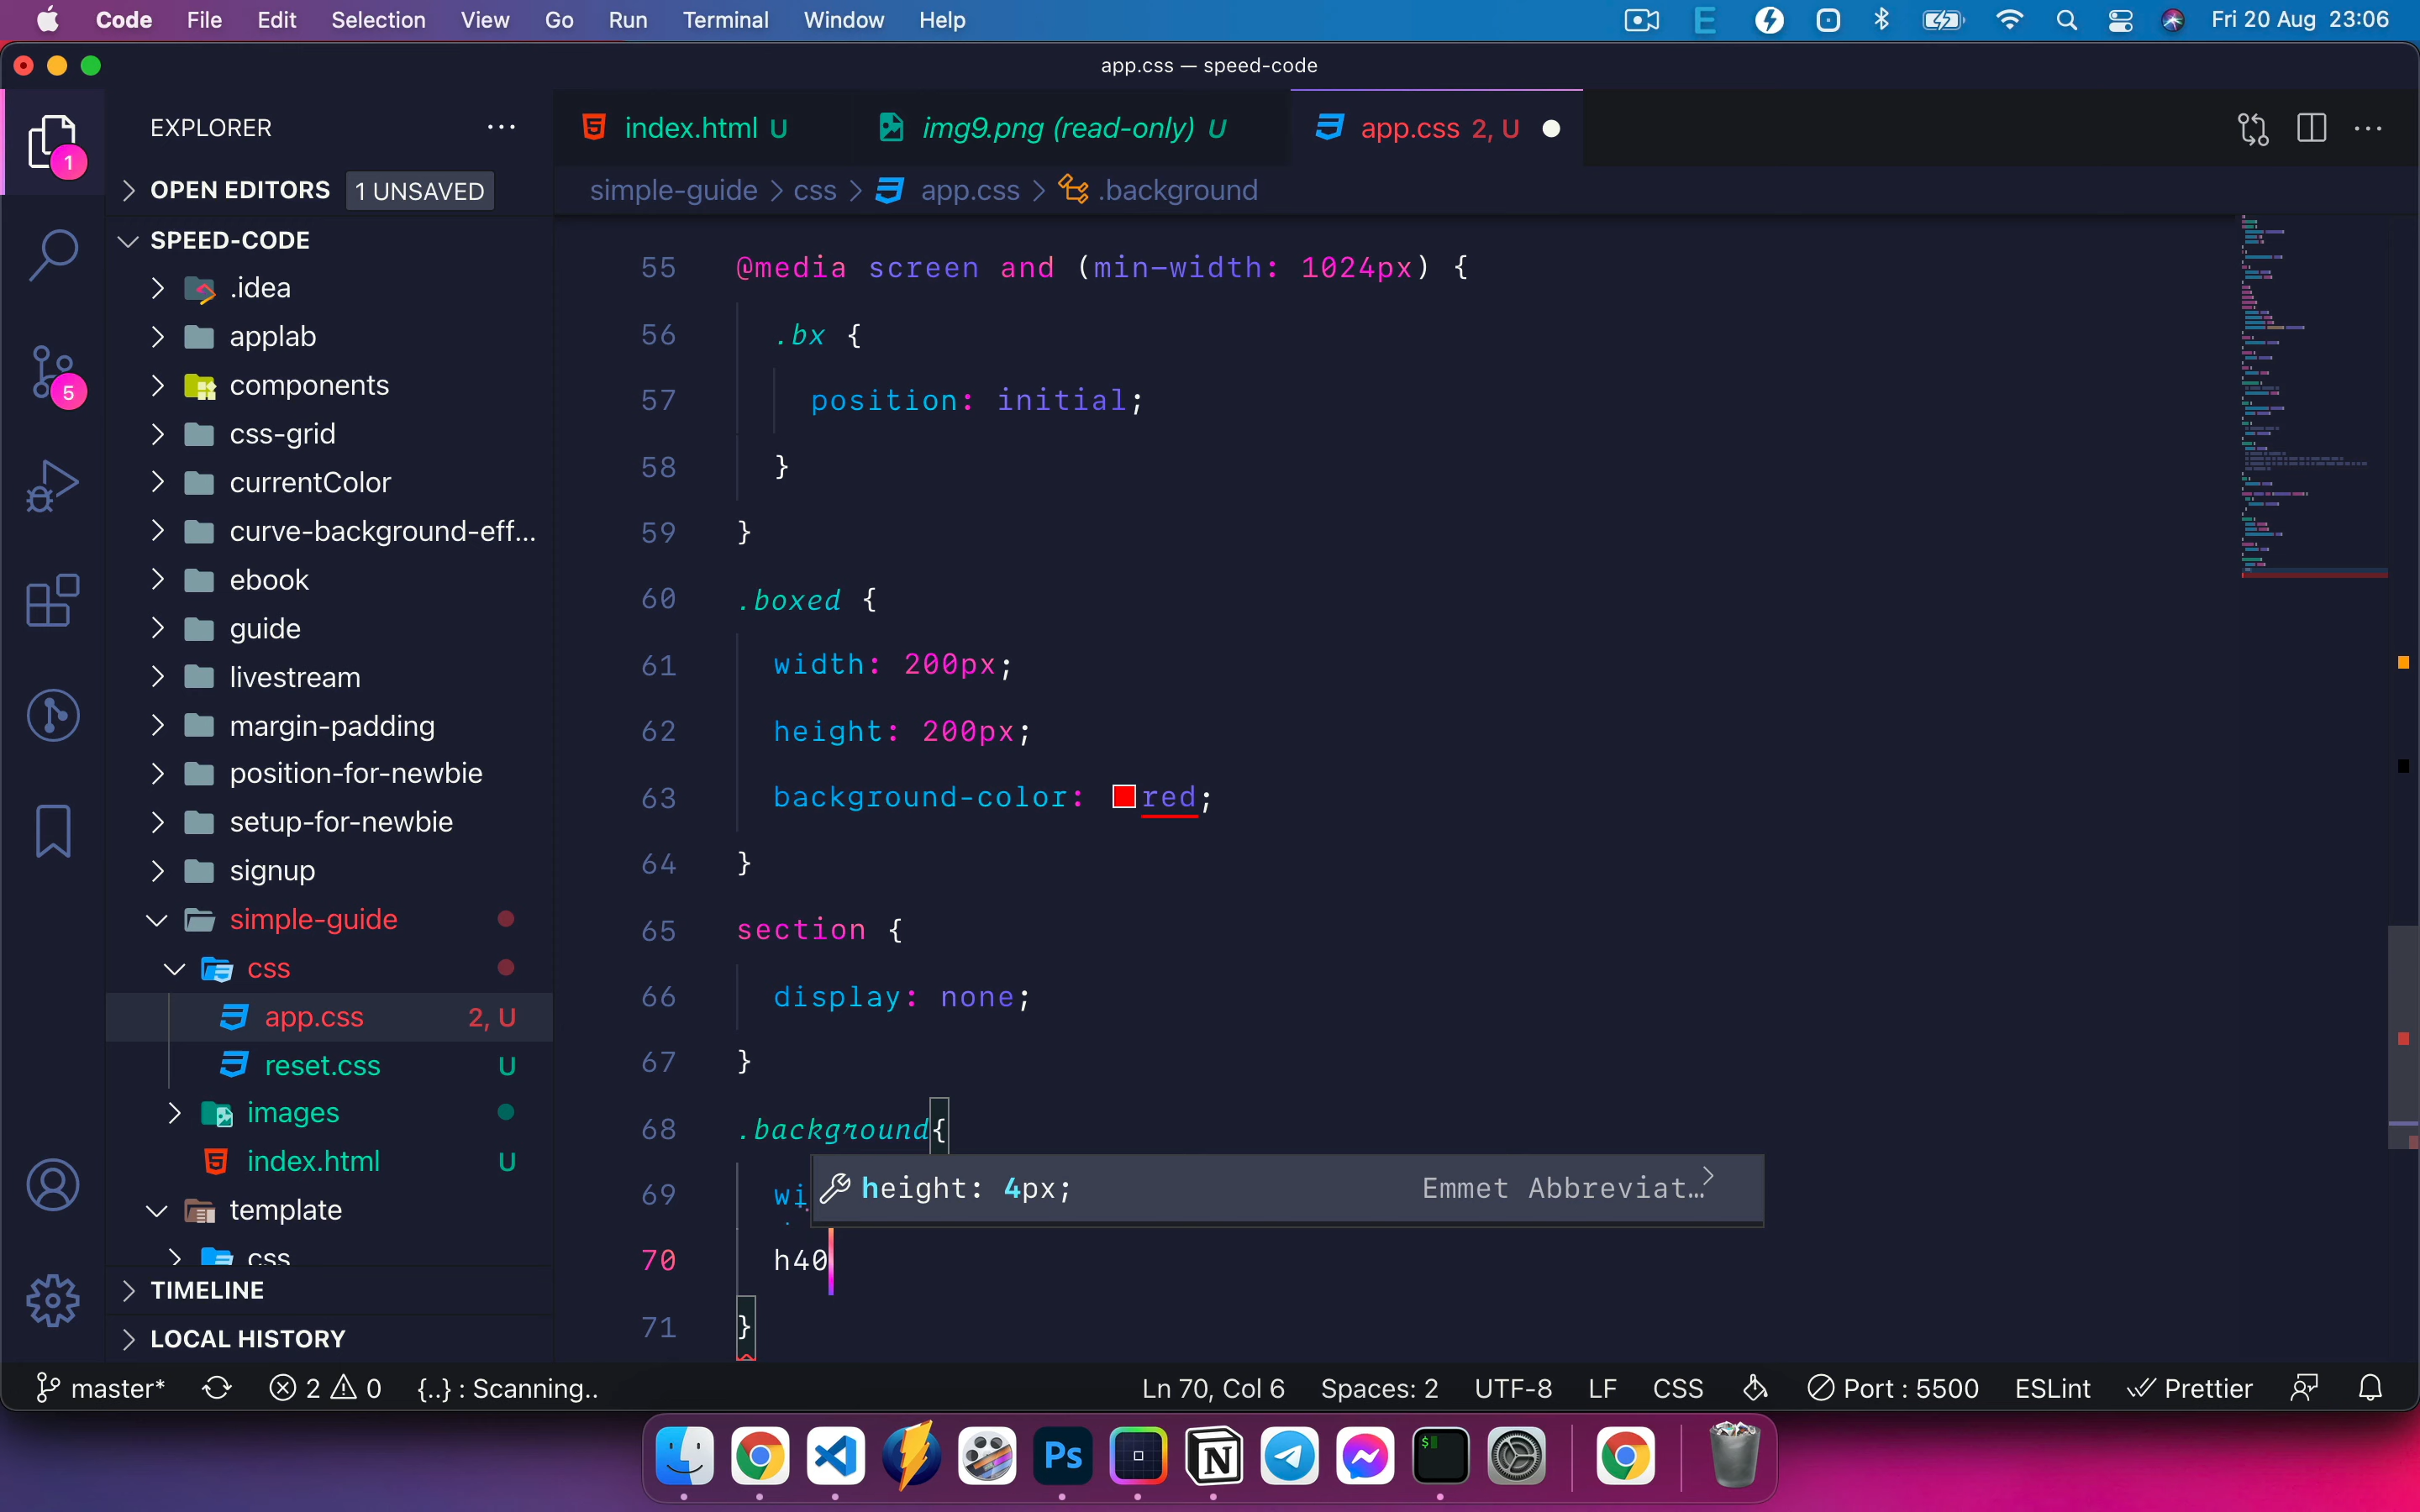 Code File Edit Selection View Go Run Terminal Window Help Fri 20 Aug 23:06
app.css — speed-code
EXPLORER
index.html U
img9.png (read-only) U
app.css 2, U
1
OPEN EDITORS 1 UNSAVED
simple-guide > css > app.css > .background
SPEED-CODE
.idea
applab
components
css-grid
currentColor
curve-background-eff...
ebook
guide
livestream
margin-padding
position-for-newbie
setup-for-newbie
signup
simple-guide
css
app.css 2, U
reset.css U
images
index.html U
template
css
TIMELINE
LOCAL HISTORY
5
55 @media screen and (min-width: 1024px) {
56 .bx {
57 position: initial;
58 }
59 }
60 .boxed {
61 width: 200px;
62 height: 200px;
63 background-color: red;
64 }
65 section {
66 display: none;
67 }
68 .background{
69 wi
height: 4px; Emmet Abbreviat...
70 h40
71 }
master* 2 0 {..} : Scanning.. Ln 70, Col 6 Spaces: 2 UTF-8 LF CSS Port : 5500 ESLint Prettier
Ps